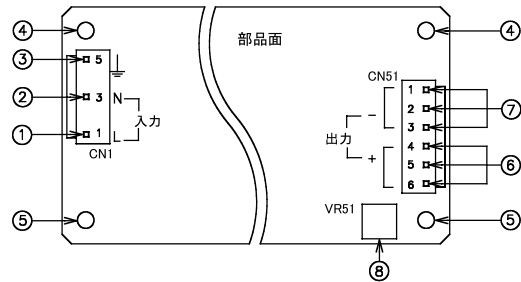 ④ 部品面 ④
③ 5
CN51
② 3 N 入力
① 1 L
CN1
1
2 − ⑦
3
出力
4 +
5 ⑥
6
⑤ VR51 ⑤
⑧